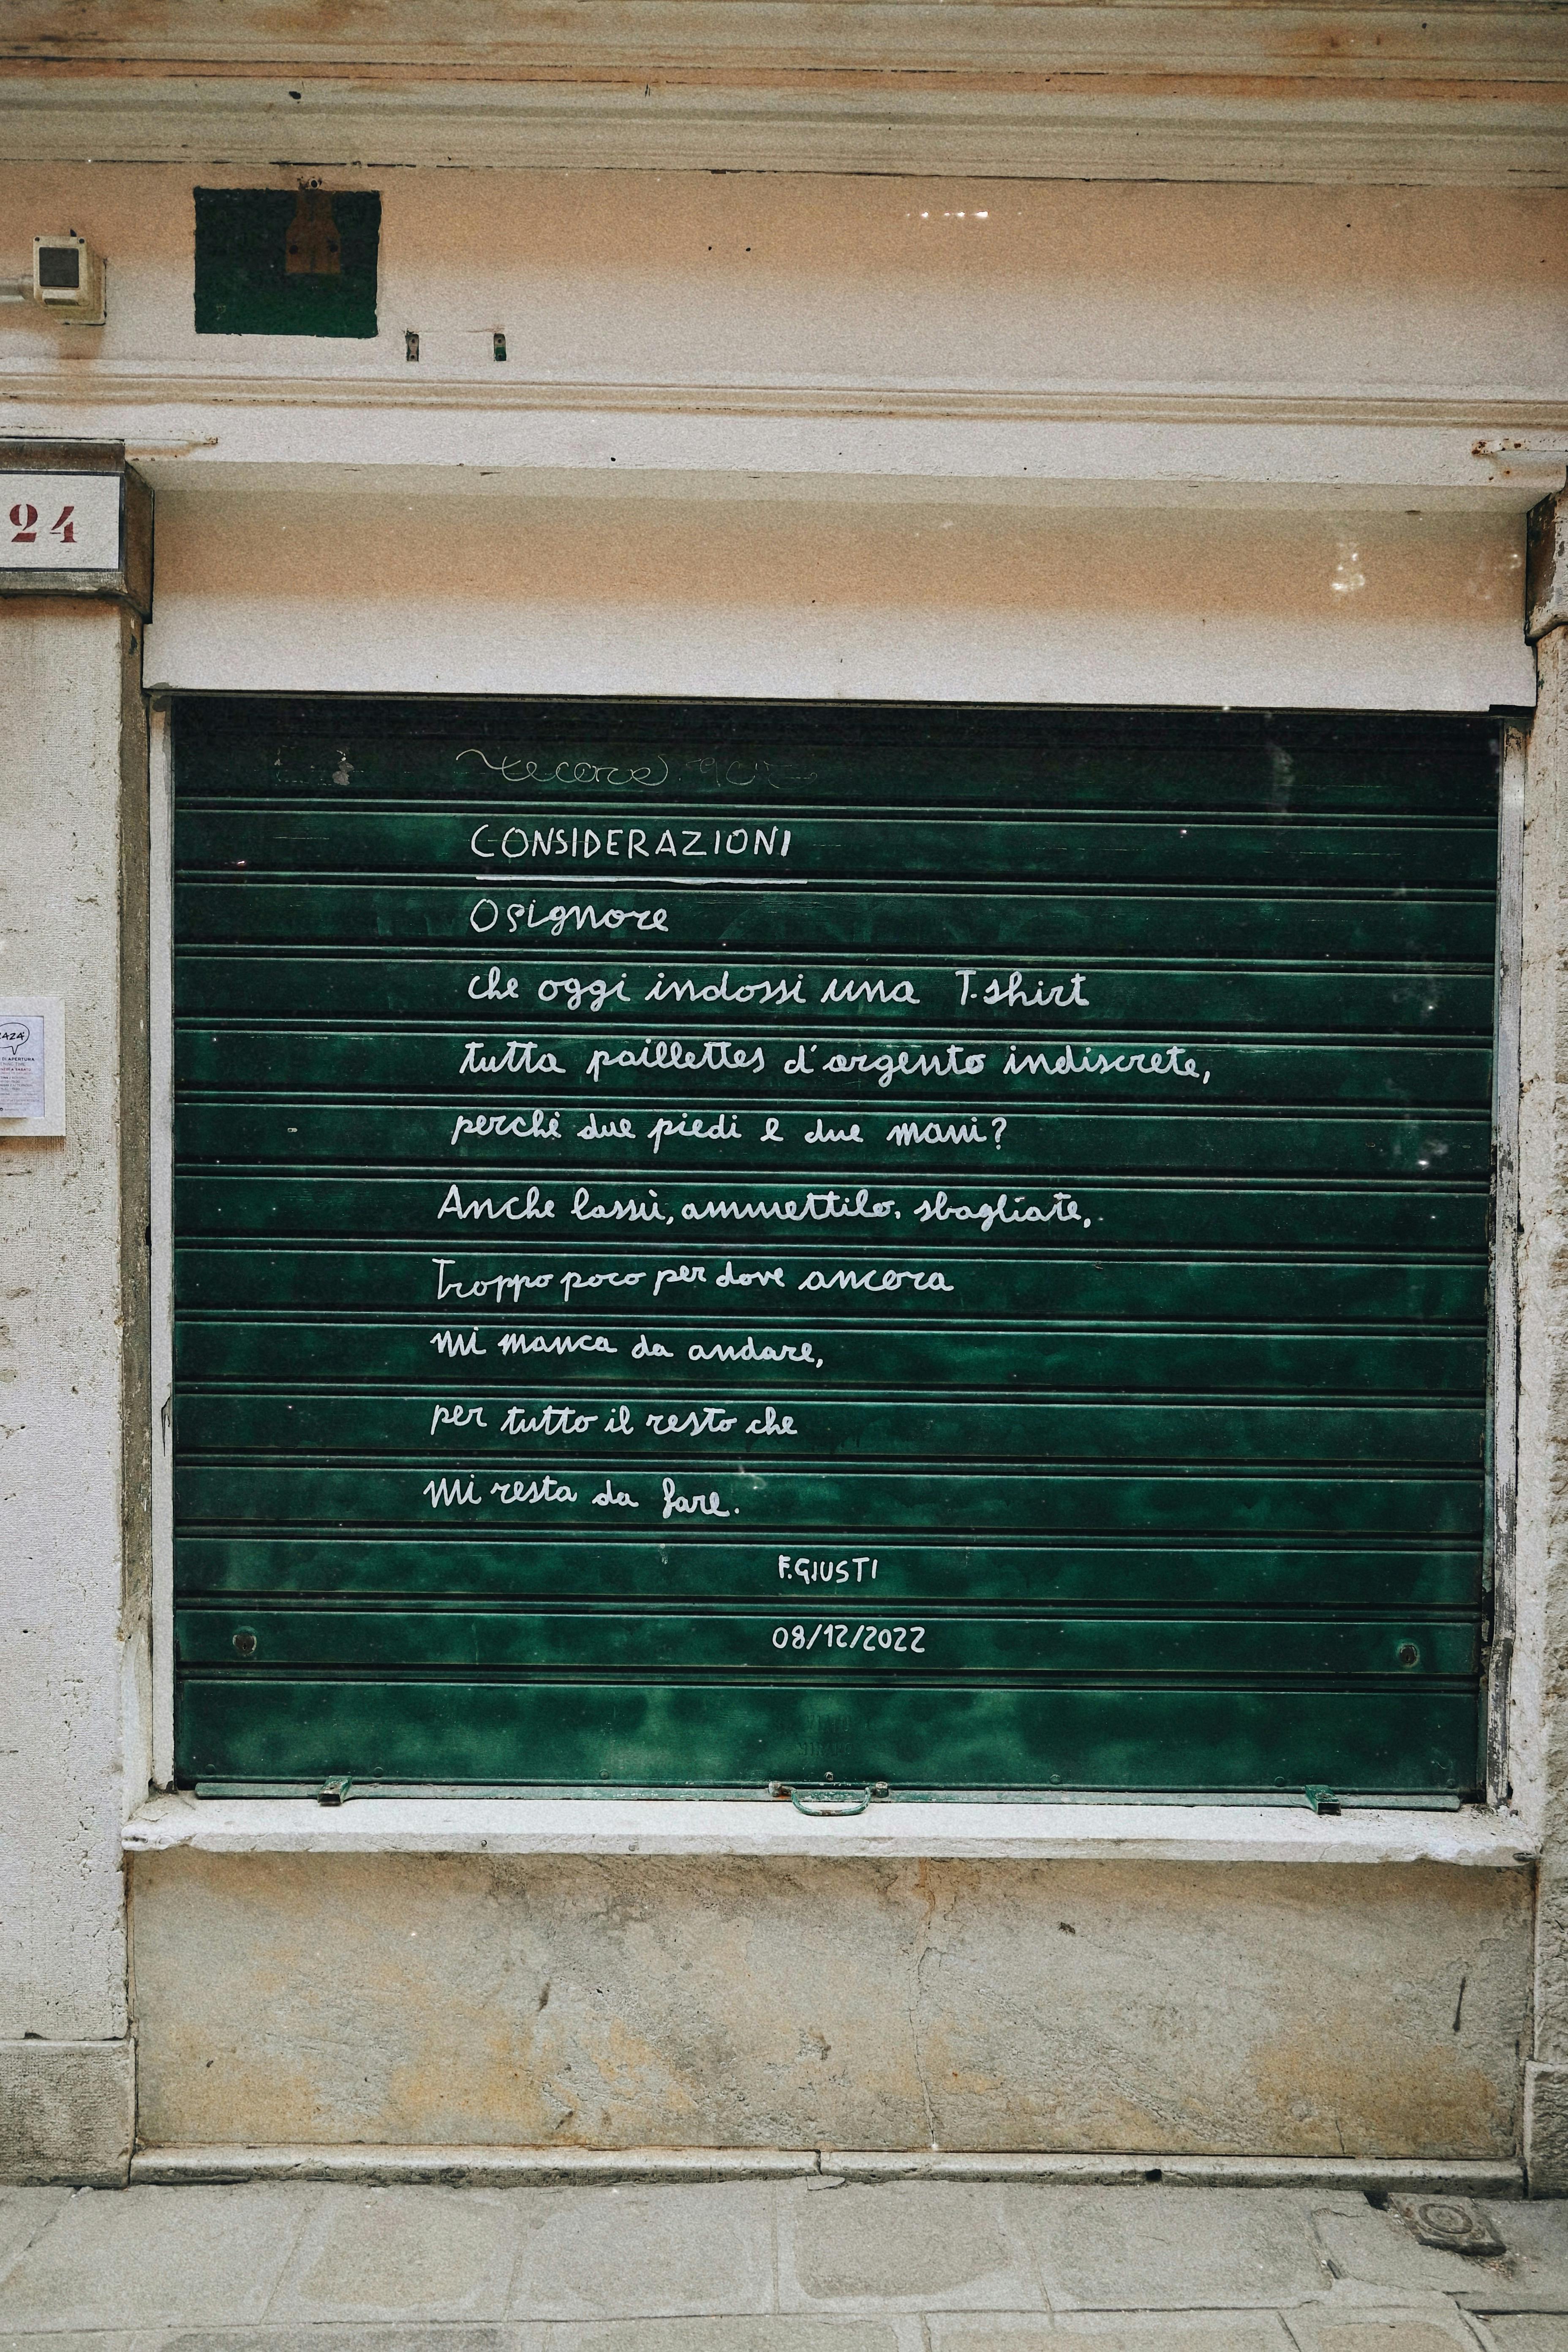 24
CONSIDERAZIONI
O signore
che oggi indossi una T-shirt
tutta paillettes d'argento indiscrete,
perché due piedi e due mani?
Anche lassù, ammettilo, sbagliate,
Troppo poco per dove ancora
mi manca da andare,
per tutto il resto che
Mi resta da fare.
F. GIUSTI
08/12/2022